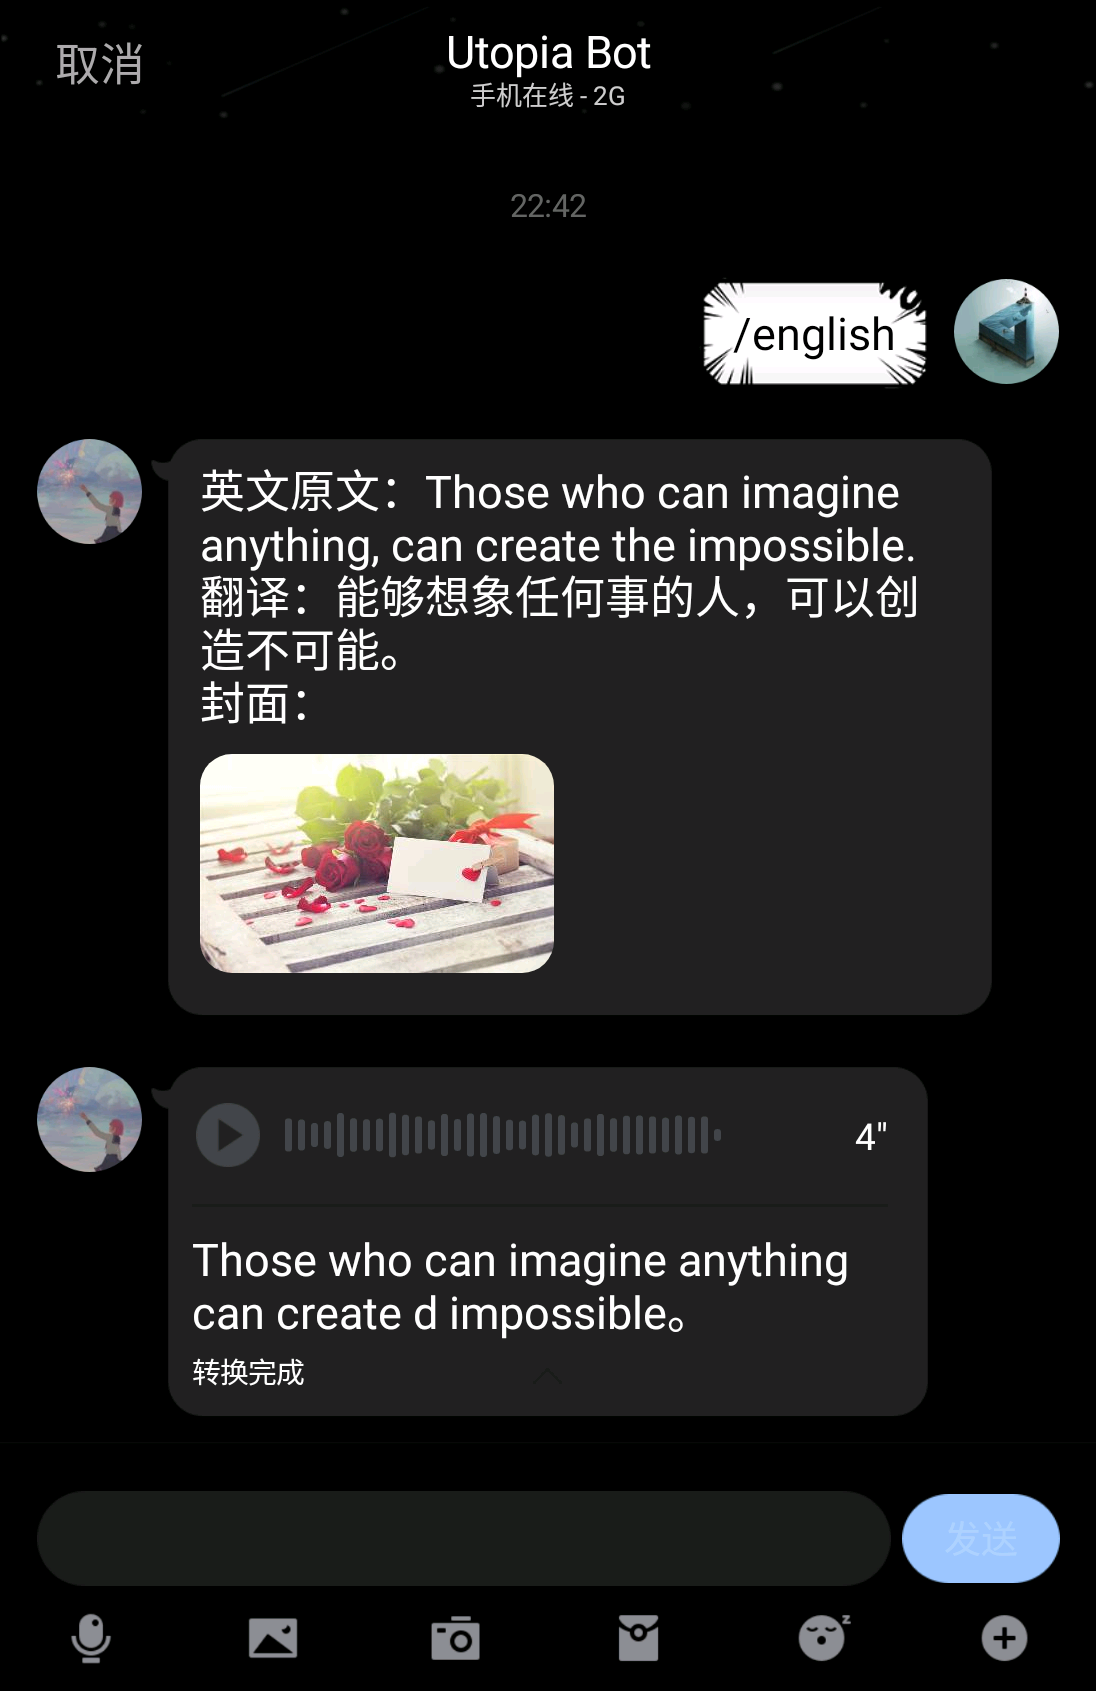 取消
Utopia Bot
手机在线 - 2G
22:42
/english
英文原文：Those who can imagine
anything, can create the impossible.
翻译：能够想象任何事的人，可以创
造不可能。
封面：
4"
Those who can imagine anything
can create d impossible。
转换完成
发送